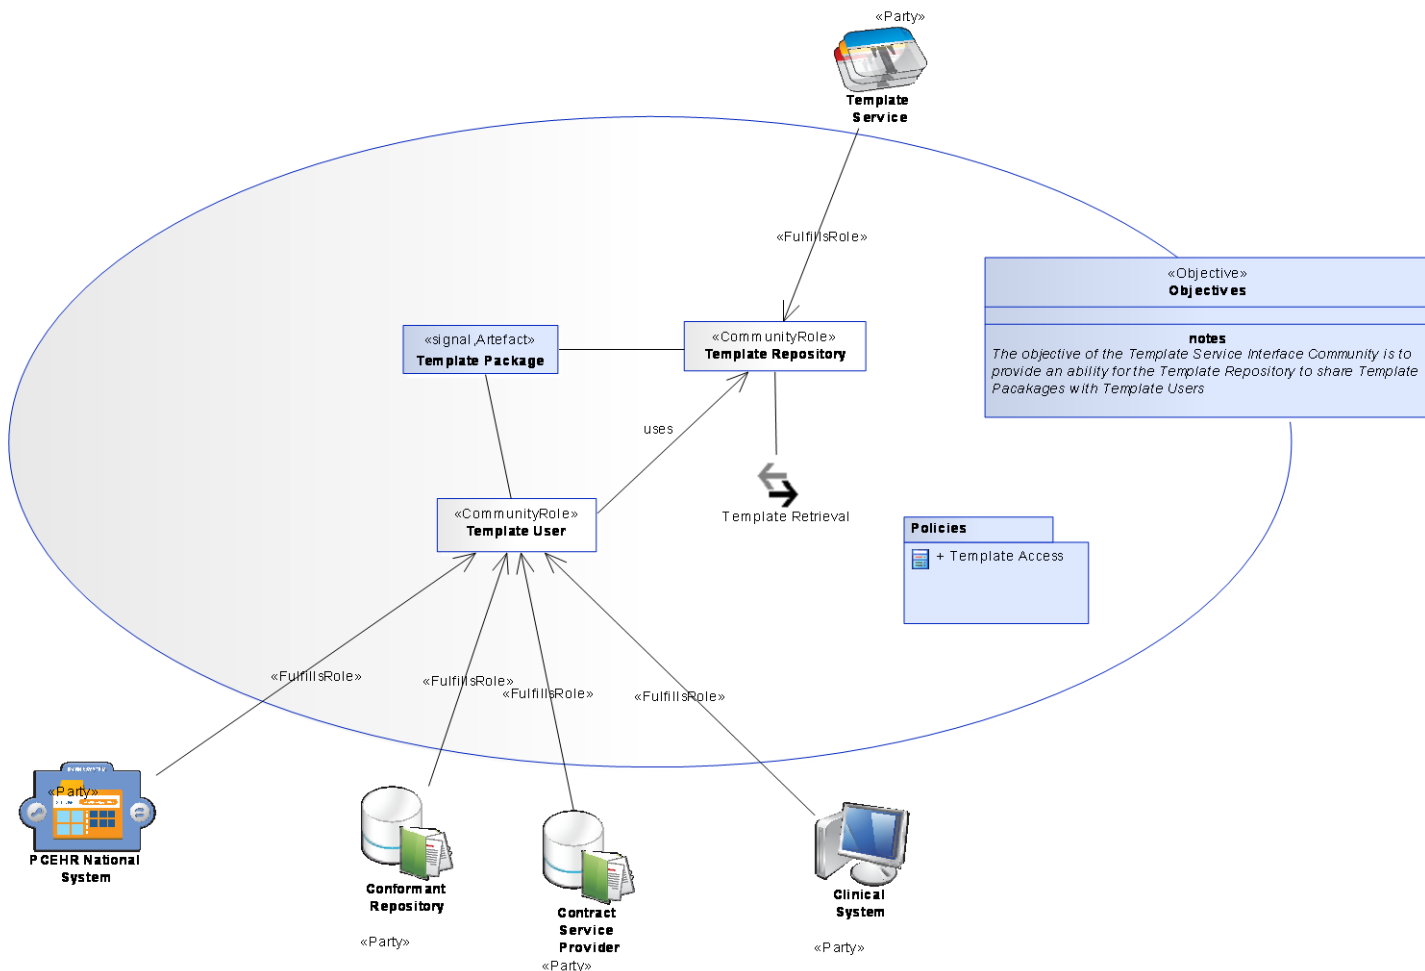 «Party»
Template
Service
«FulfillsRole»
«Objective»
Objectives
notes
The objective of the Template Service Interface Community is to
provide an ability for the Template Repository to share Template
Pacakages with Template Users
«signal,Artefact»
Template Package
«CommunityRole»
Template Repository
uses
Template Retrieval
«CommunityRole»
Template User
Policies
+ Template Access
«FulfillsRole»
«FulfillsRole»
«FulfillsRole»
«FulfillsRole»
«Party»
PCEHR National
System
Conformant
Repository
«Party»
Contract
Service
Provider
«Party»
Clinical
System
«Party»